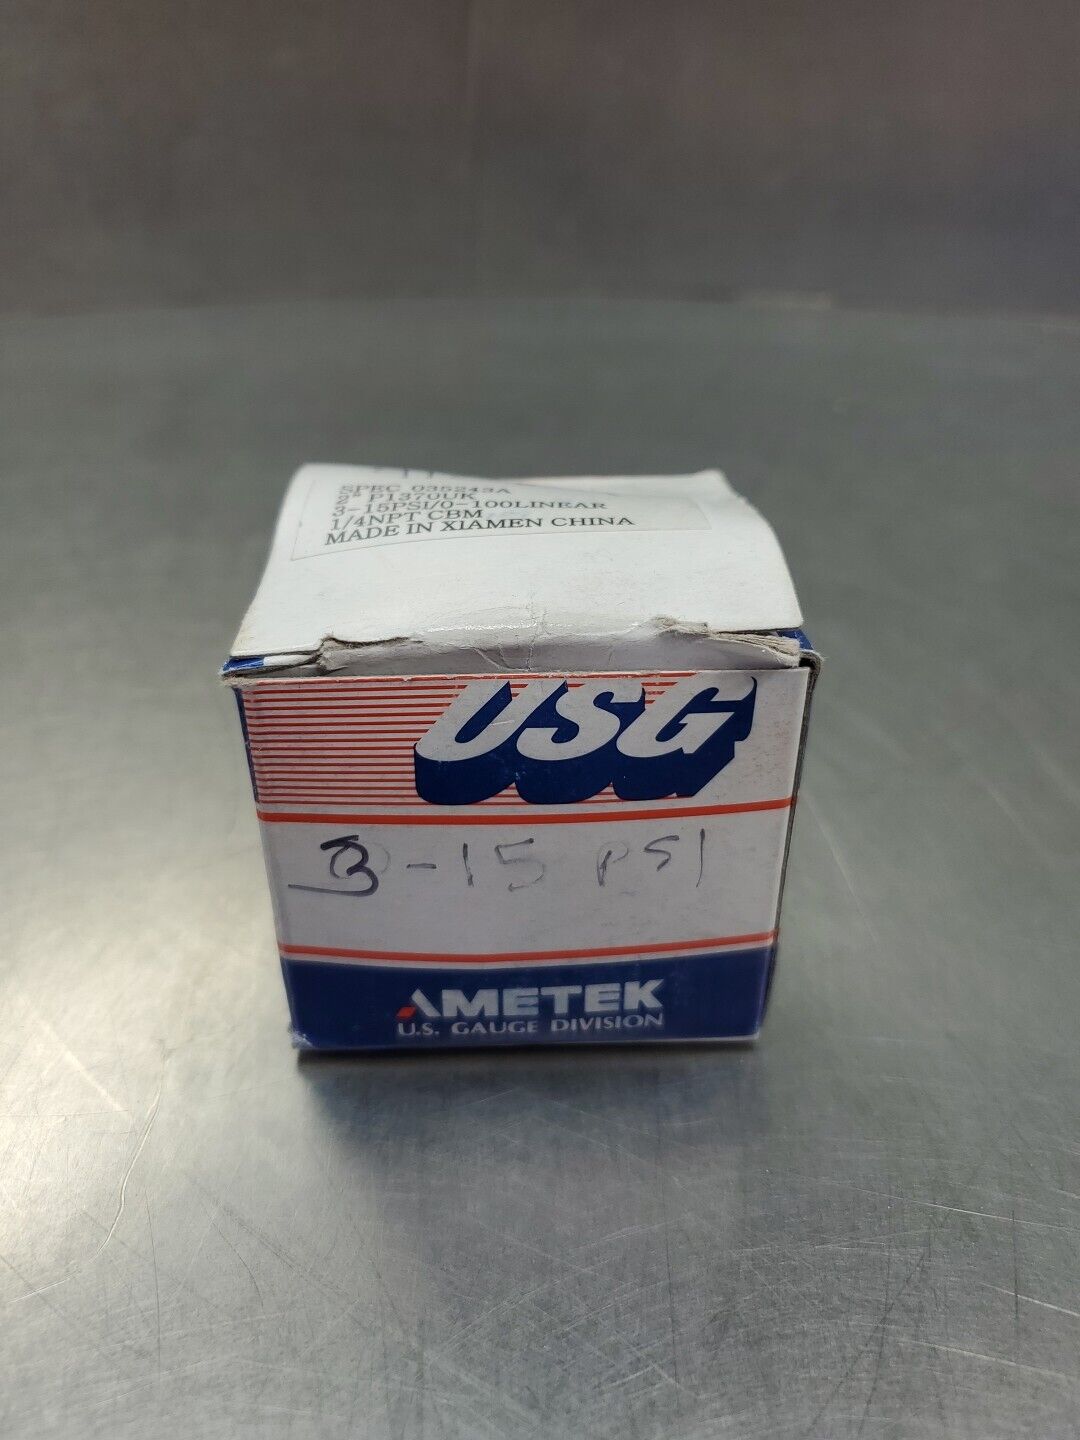 SPEC 035243A
2" P1370UK
3-15PSI/0-100LINEAR
1/4NPT CBM
MADE IN XIAMEN CHINA
USG
3-15 PSI
AMETEK
U.S. GAUGE DIVISION